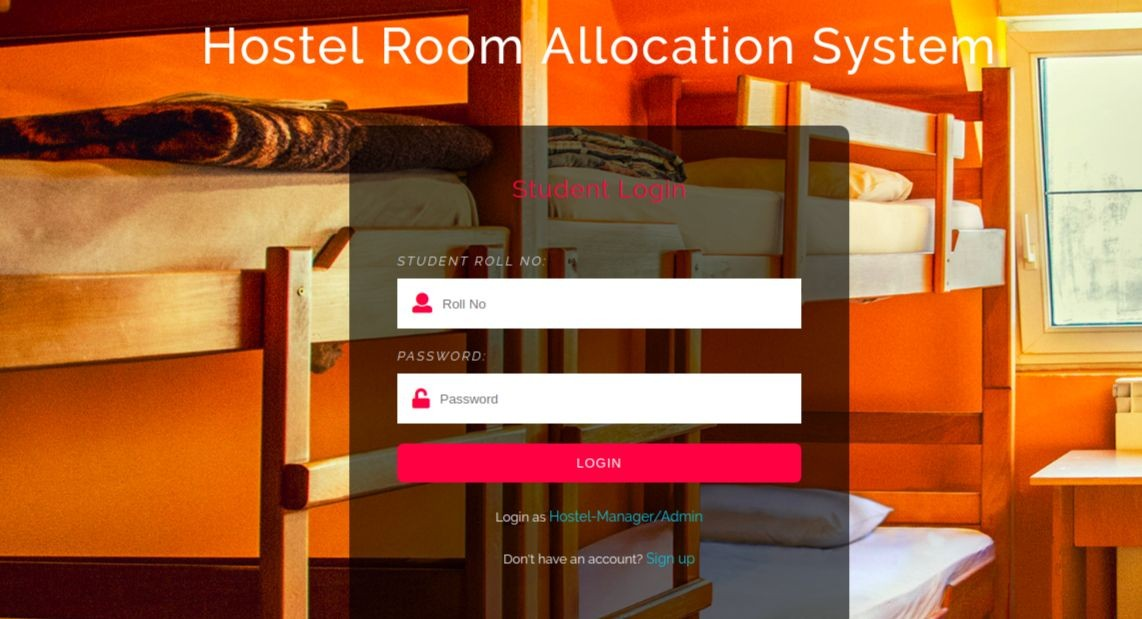 Hostel Room Allocation System
Student Login
STUDENT ROLL NO:
Roll No
PASSWORD:
Password
LOGIN
Login as Hostel-Manager/Admin
Don't have an account? Sign up